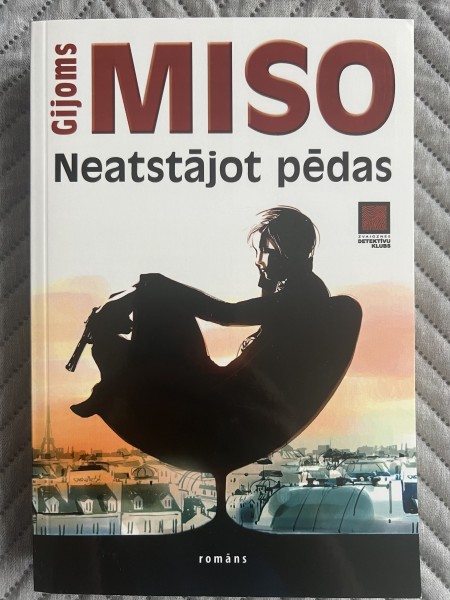 Gijoms
MISO
Neatstājot pēdas
ZVAIGZNES
DETEKTĪVU
KLUBS
romāns